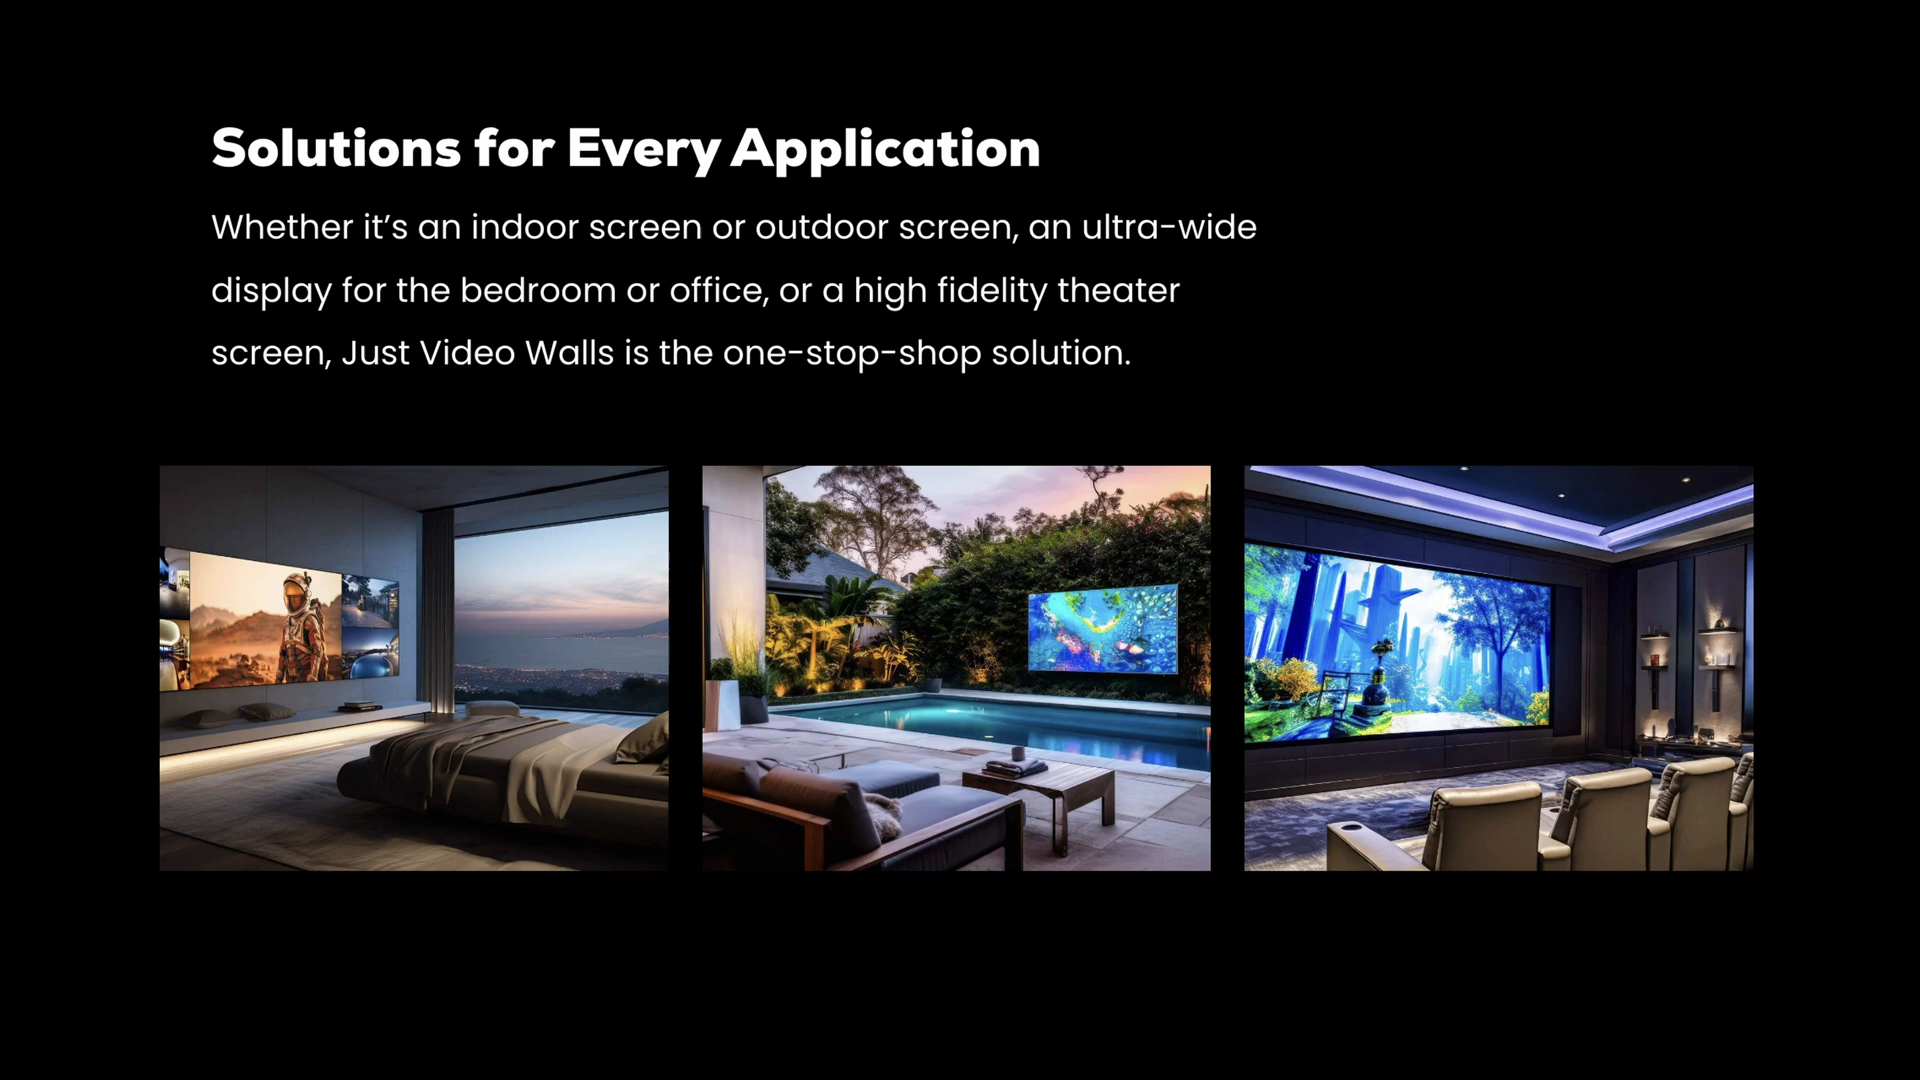 Solutions for Every Application
Whether it’s an indoor screen or outdoor screen, an ultra-wide
display for the bedroom or office, or a high fidelity theater
screen, Just Video Walls is the one-stop-shop solution.